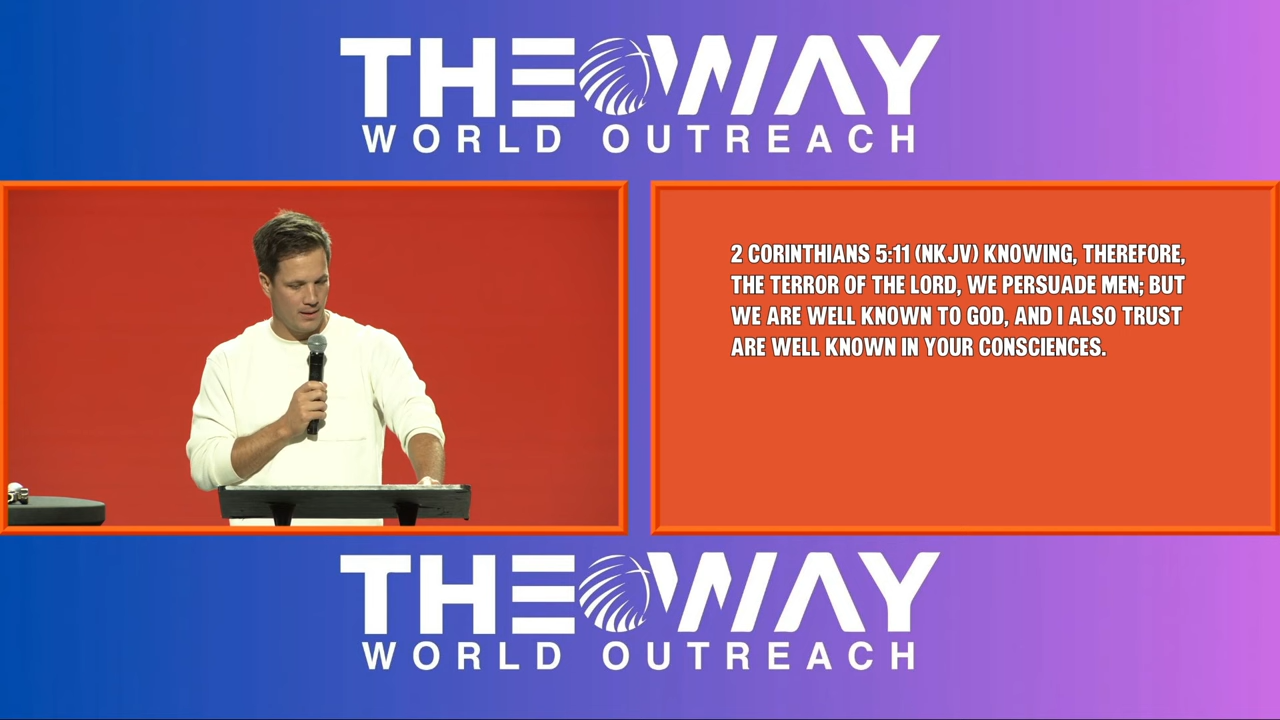 THE WAY
WORLD OUTREACH
2 CORINTHIANS 5:11 (NKJV) KNOWING, THEREFORE,
THE TERROR OF THE LORD, WE PERSUADE MEN; BUT
WE ARE WELL KNOWN TO GOD, AND I ALSO TRUST
ARE WELL KNOWN IN YOUR CONSCIENCES.
THE WAY
WORLD OUTREACH